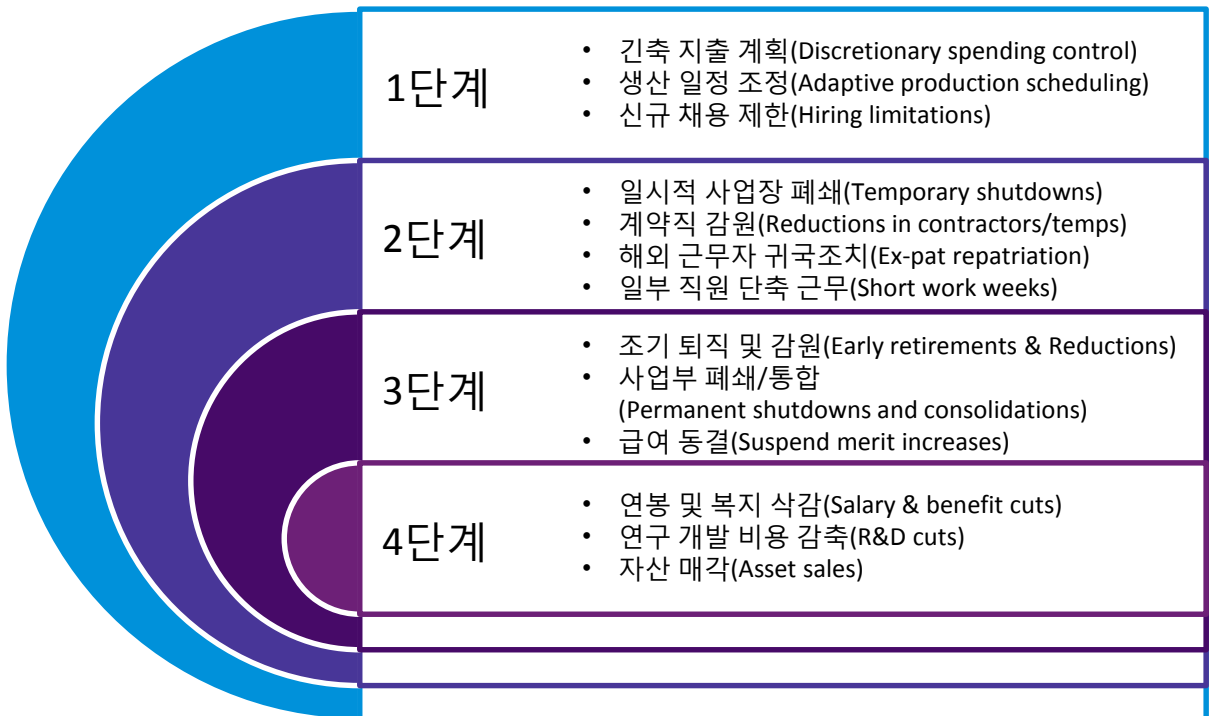 1단계
• 긴축 지출 계획(Discretionary spending control)
• 생산 일정 조정(Adaptive production scheduling)
• 신규 채용 제한(Hiring limitations)
2단계
• 일시적 사업장 폐쇄(Temporary shutdowns)
• 계약직 감원(Reductions in contractors/temps)
• 해외 근무자 귀국조치(Ex-pat repatriation)
• 일부 직원 단축 근무(Short work weeks)
3단계
• 조기 퇴직 및 감원(Early retirements & Reductions)
• 사업부 폐쇄/통합
(Permanent shutdowns and consolidations)
• 급여 동결(Suspend merit increases)
4단계
• 연봉 및 복지 삭감(Salary & benefit cuts)
• 연구 개발 비용 감축(R&D cuts)
• 자산 매각(Asset sales)